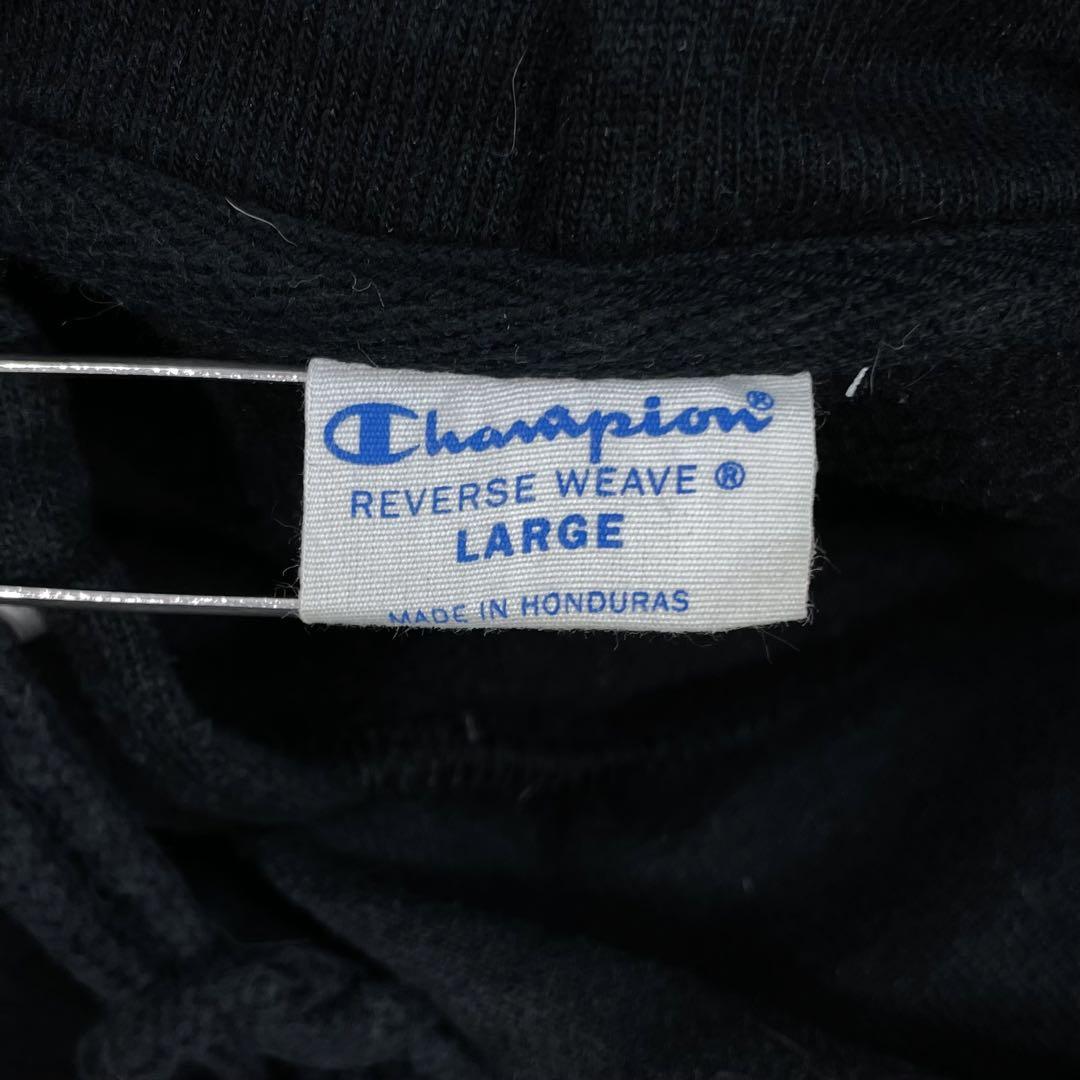 Champion®
REVERSE WEAVE ®
LARGE
MADE IN HONDURAS